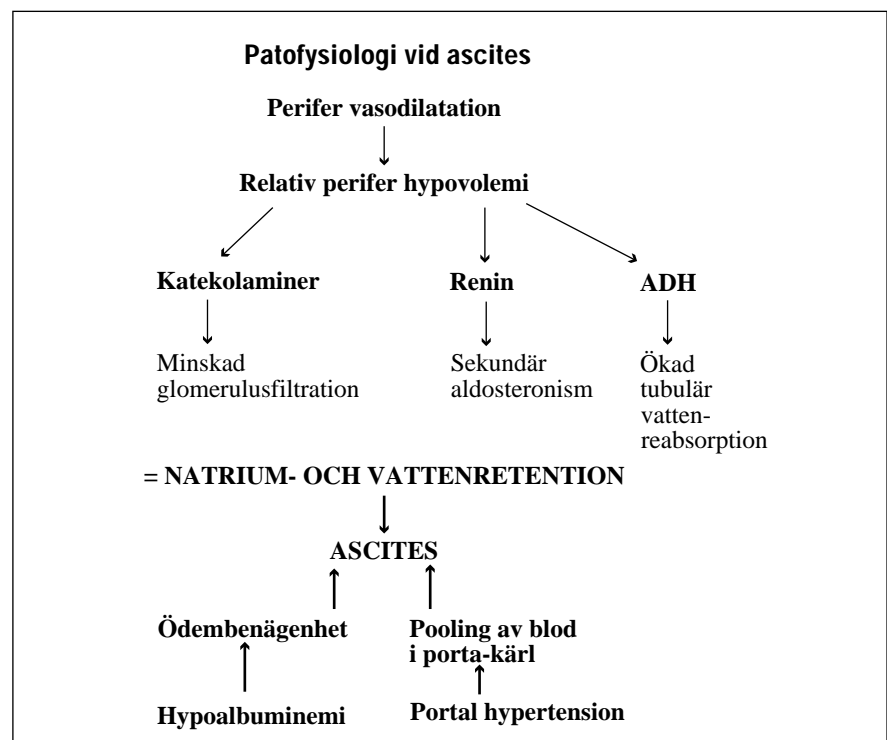 Patofysiologi vid ascites
Perifer vasodilatation
Relativ perifer hypovolemi
Katekolaminer
Renin
ADH
Minskad
glomerulusfiltration
Sekundär
aldosteronism
Ökad
tubulär
vatten-
reabsorption
= NATRIUM- OCH VATTENRETENTION
ASCITES
Ödembenägenhet
Pooling av blod
i porta-kärl
Hypoalbuminemi
Portal hypertension